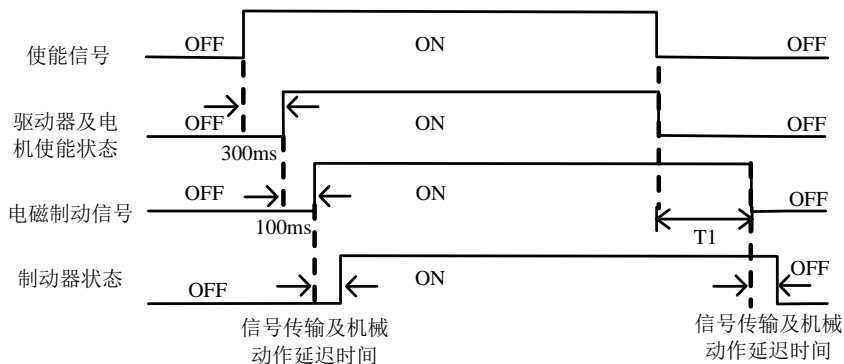 使能信号
OFF
ON
OFF
驱动器及电
机使能状态
OFF
ON
OFF
300ms
电磁制动信号
OFF
ON
OFF
100ms
T1
制动器状态
OFF
ON
OFF
信号传输及机械
动作延迟时间
信号传输及机械
动作延迟时间